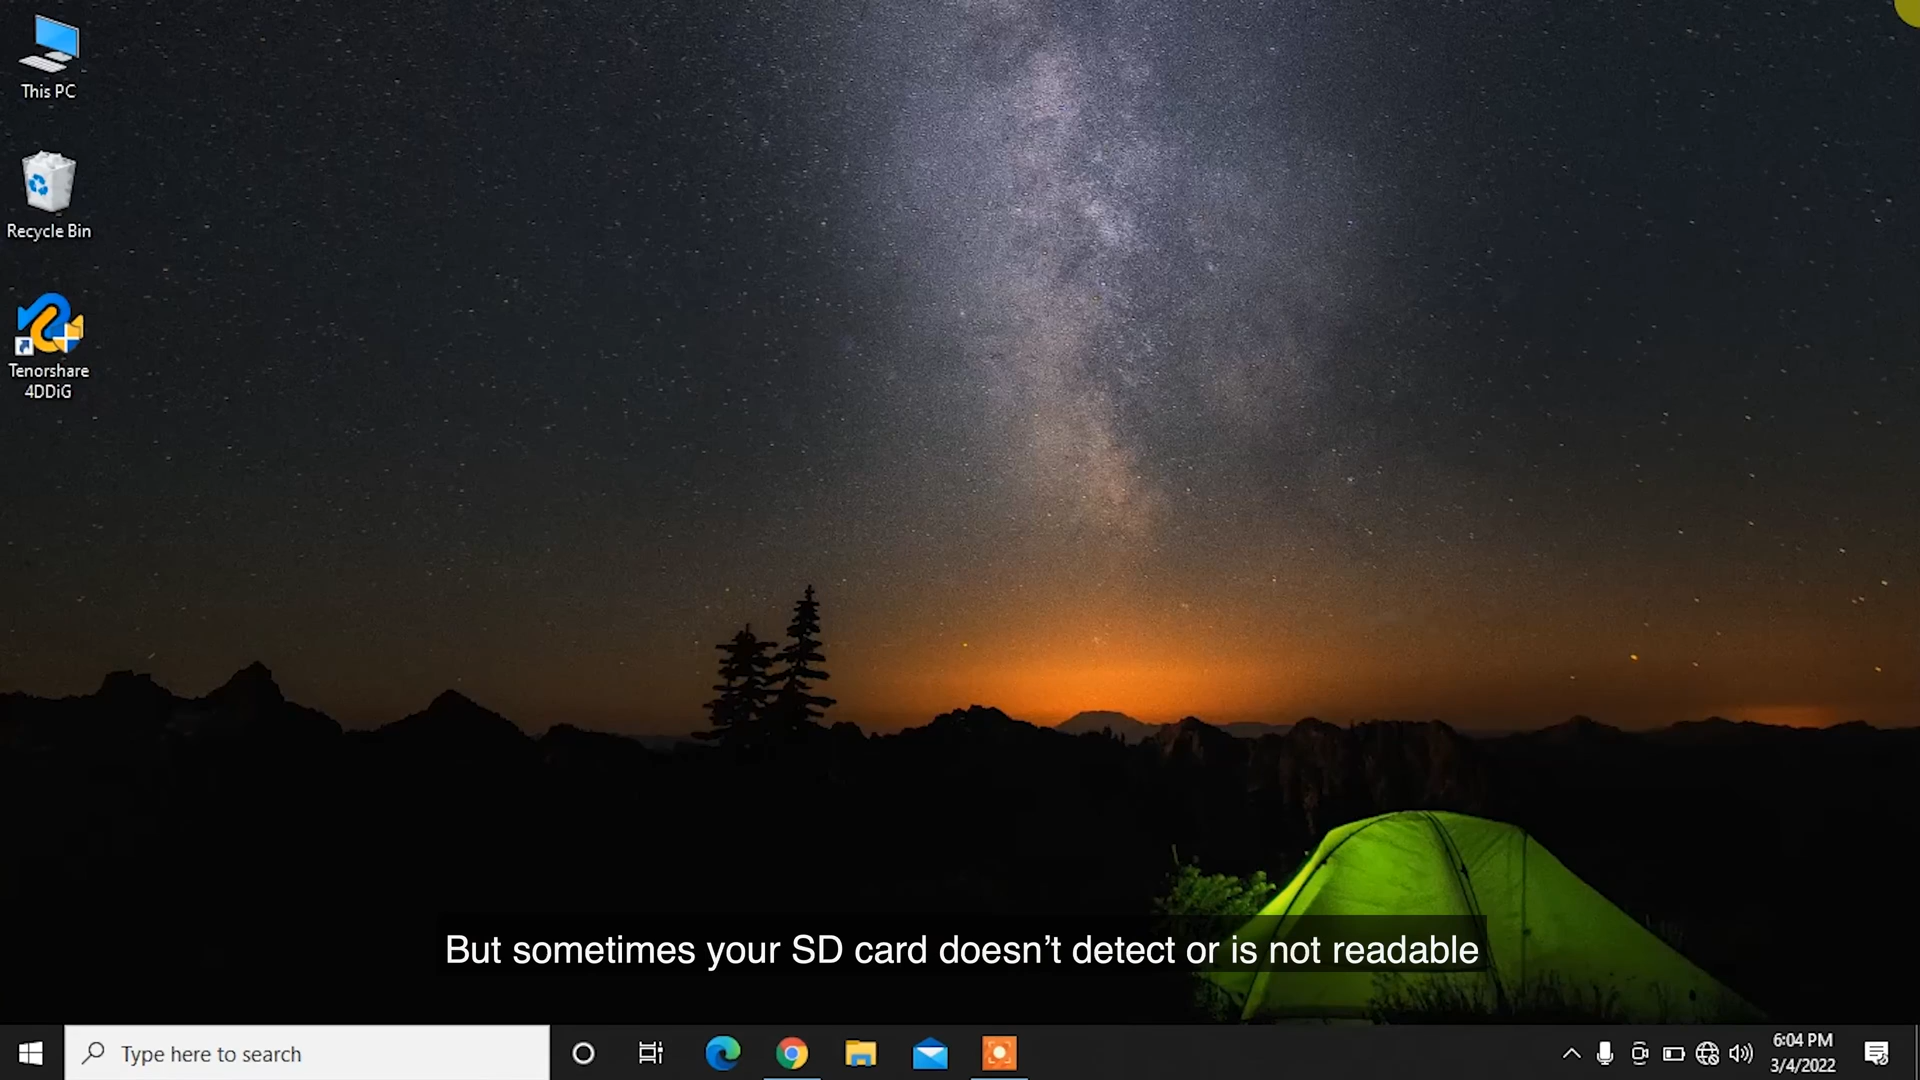 This PC
Recycle Bin
Tenorshare
4DDiG
But sometimes your SD card doesn’t detect or is not readable
Type here to search
6:04 PM
3/4/2022